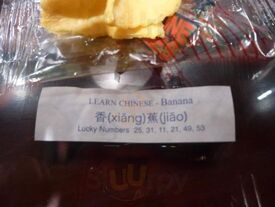 LEARN CHINESE - Banana
香(xiāng)蕉(jiāo)
Lucky Numbers 25, 31, 11, 21, 49, 53